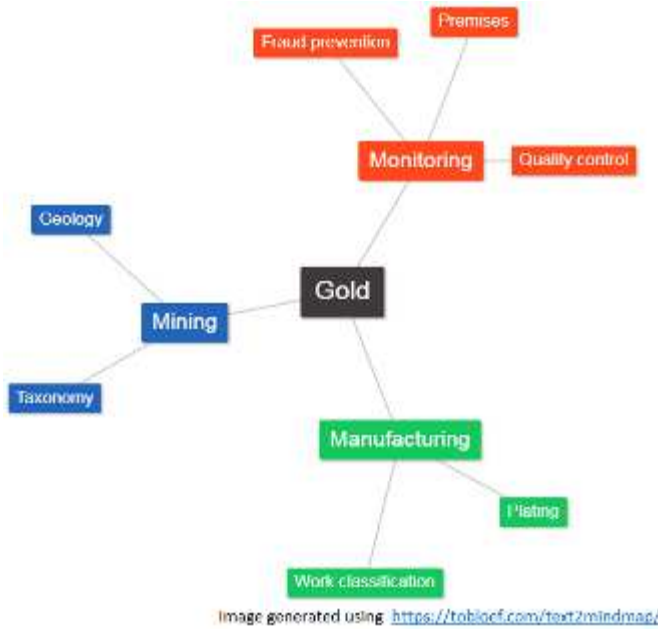 Premises
Fraud prevention
Monitoring
Quality control
Geology
Gold
Mining
Taxonomy
Manufacturing
Plating
Work classification
Image generated using https://tobloef.com/text2mindmap/